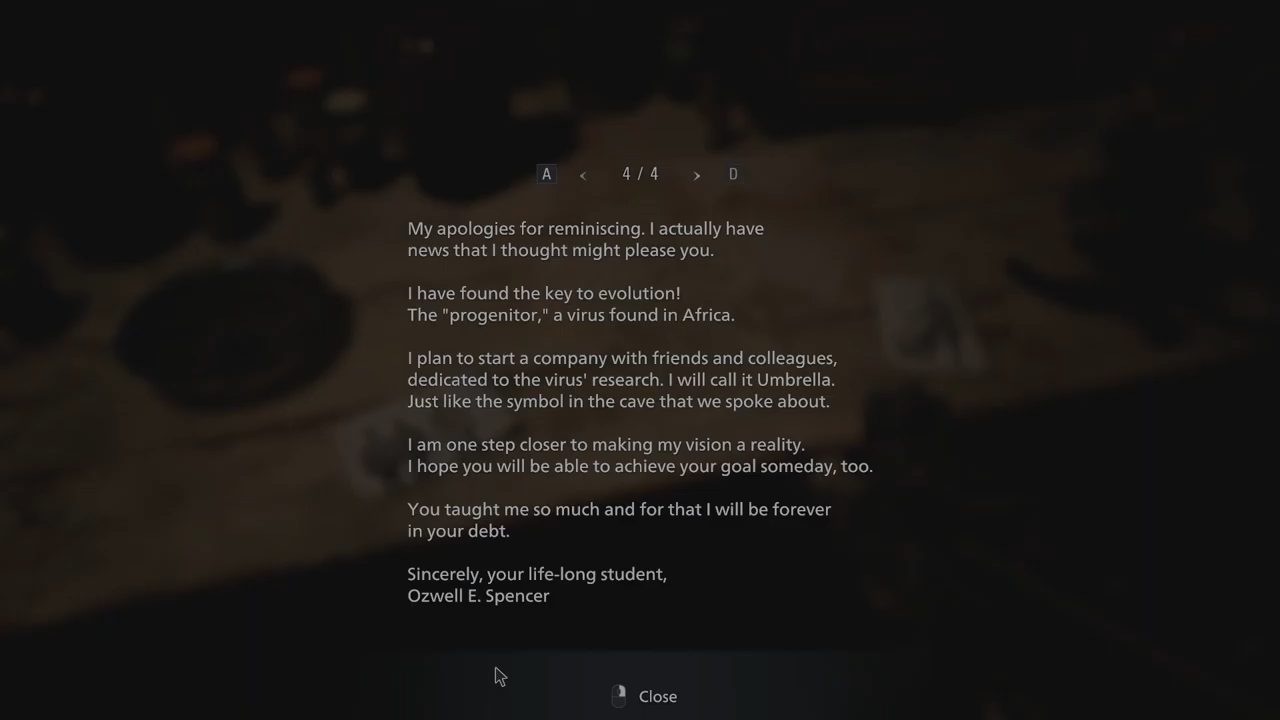 A < 4 / 4 > D
My apologies for reminiscing. I actually have
news that I thought might please you.
I have found the key to evolution!
The "progenitor," a virus found in Africa.
I plan to start a company with friends and colleagues,
dedicated to the virus' research. I will call it Umbrella.
Just like the symbol in the cave that we spoke about.
I am one step closer to making my vision a reality.
I hope you will be able to achieve your goal someday, too.
You taught me so much and for that I will be forever
in your debt.
Sincerely, your life-long student,
Ozwell E. Spencer
Close